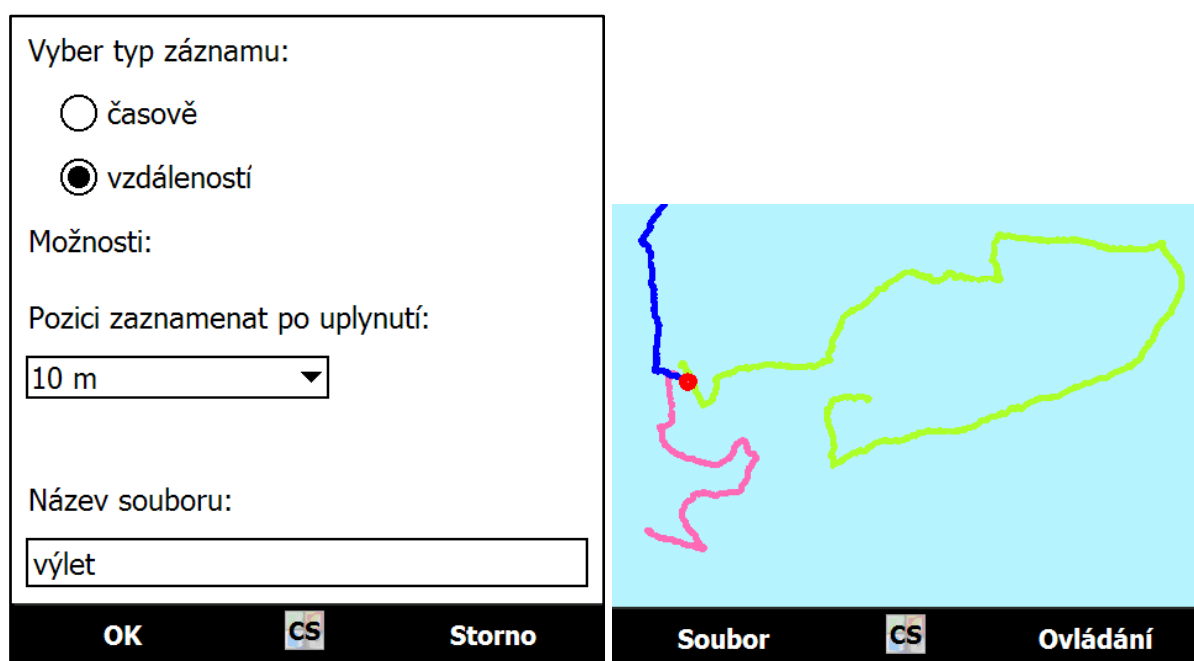 Vyber typ záznamu:
časově
vzdáleností
Možnosti:
Pozici zaznamenat po uplynutí:
10 m
Název souboru:
výlet
OK CS Storno
Soubor CS Ovládání